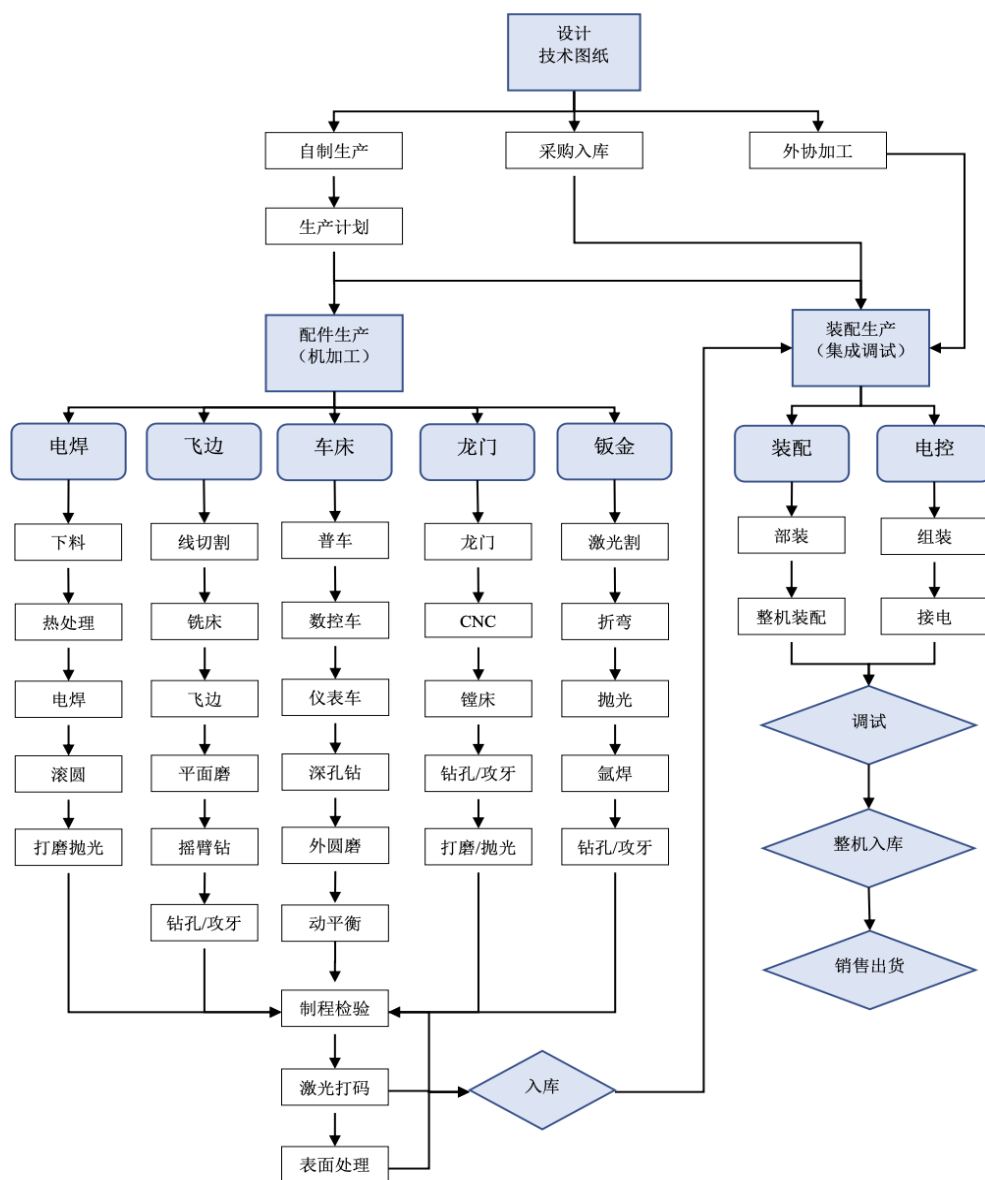 设计
技术图纸
自制生产
采购入库
外协加工
生产计划
配件生产
（机加工）
装配生产
（集成调试）
电焊
飞边
车床
龙门
钣金
装配
电控
下料
线切割
普车
龙门
激光割
部装
组装
热处理
铣床
数控车
CNC
折弯
整机装配
接电
电焊
飞边
仪表车
镗床
抛光
调试
滚圆
平面磨
深孔钻
钻孔/攻牙
氩焊
打磨抛光
摇臂钻
外圆磨
打磨/抛光
钻孔/攻牙
整机入库
钻孔/攻牙
动平衡
销售出货
制程检验
激光打码
入库
表面处理